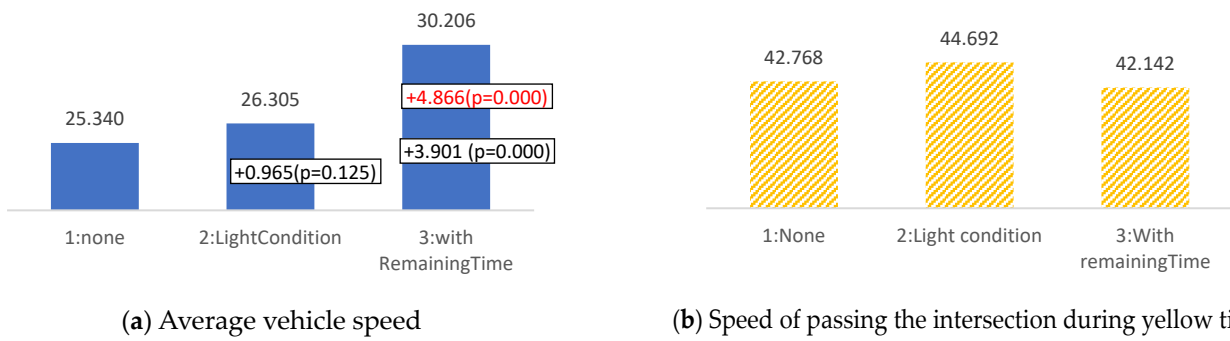 30.206
26.305
25.340
+4.866(p=0.000)
+3.901 (p=0.000)
+0.965(p=0.125)
1:none
2:LightCondition
3:with
RemainingTime
(a) Average vehicle speed
44.692
42.768
42.142
1:None
2:Light condition
3:With
remainingTime
(b) Speed of passing the intersection during yellow